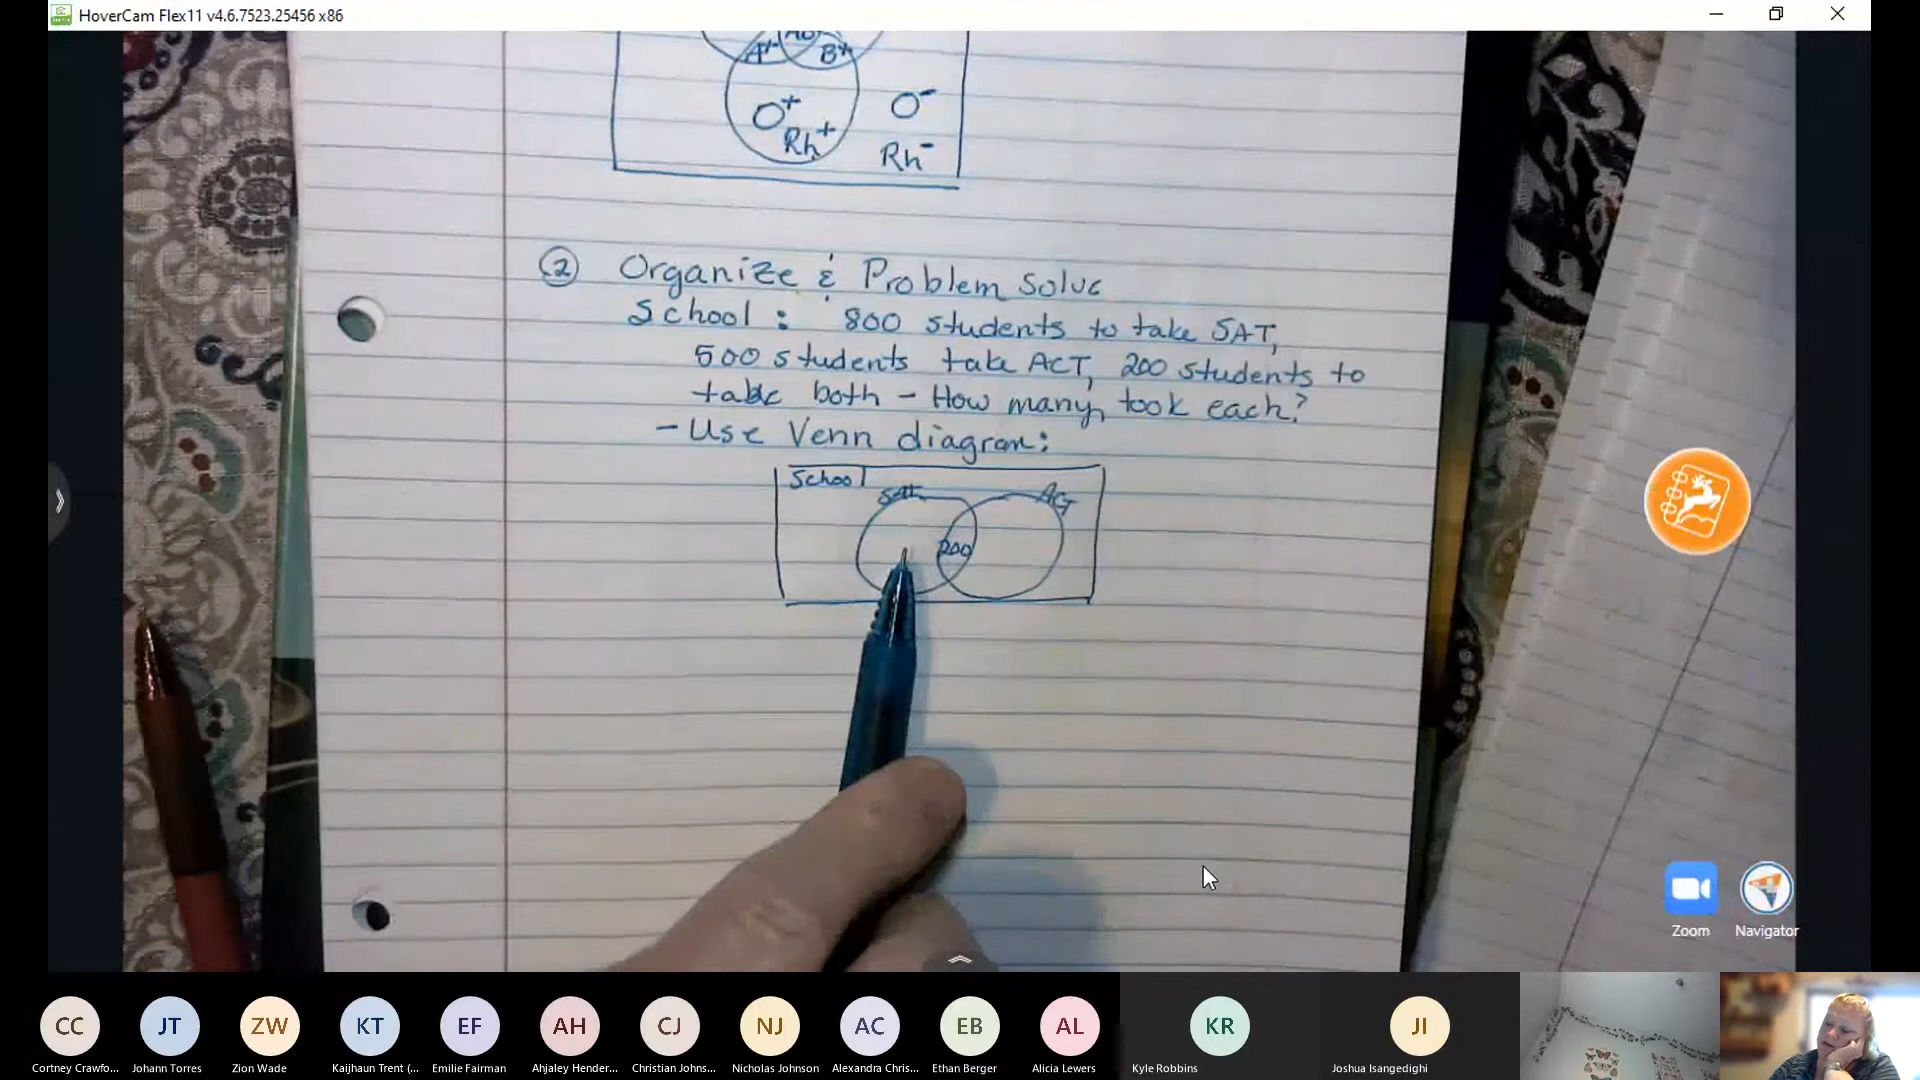 HoverCam Flex11 v4.6.7523.25456 x86
A+ AB+ B+
O+ O-
Rh+ Rh-
② Organize & Problem Solve
School: 800 students to take SAT,
500 students take ACT, 200 students to
take both - How many took each?
- Use Venn diagram:
School
SAT ACT
200
Zoom Navigator
CC JT ZW KT EF AH CJ NJ AC EB AL KR JI
Cortney Crawfo... Johann Torres Zion Wade Kaijhaun Trent (... Emilie Fairman Ahjaley Hender... Christian Johns... Nicholas Johnson Alexandra Chris... Ethan Berger Alicia Lewers Kyle Robbins Joshua Isangedighi